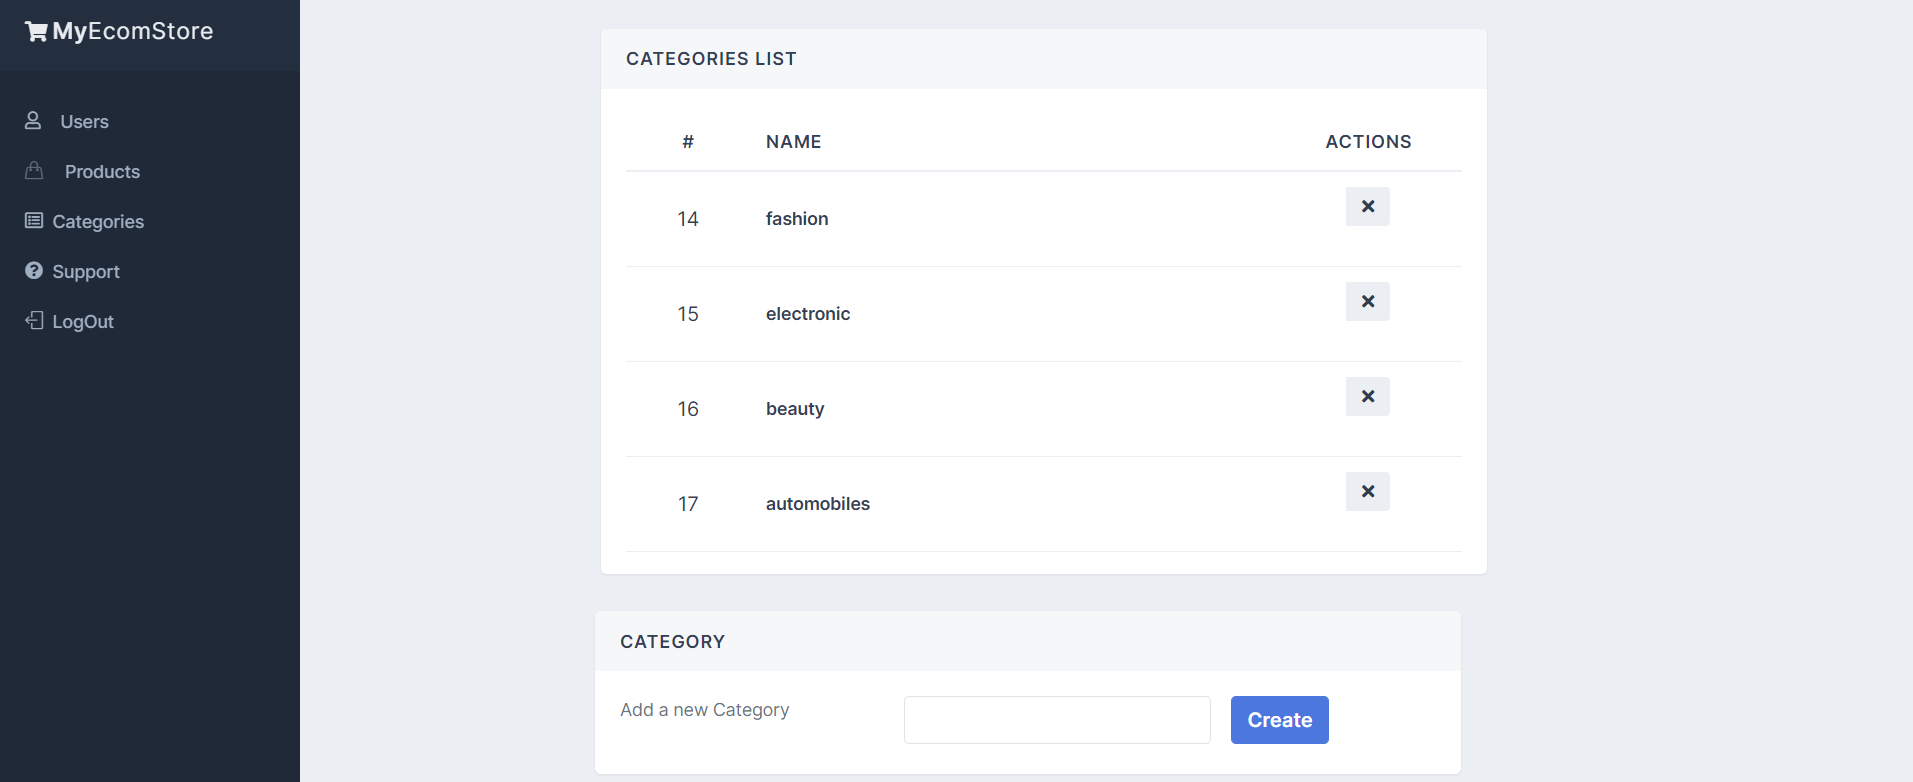 MyEcomStore
Users
Products
Categories
Support
LogOut
CATEGORIES LIST
# NAME ACTIONS
14 fashion
15 electronic
16 beauty
17 automobiles
CATEGORY
Add a new Category Create